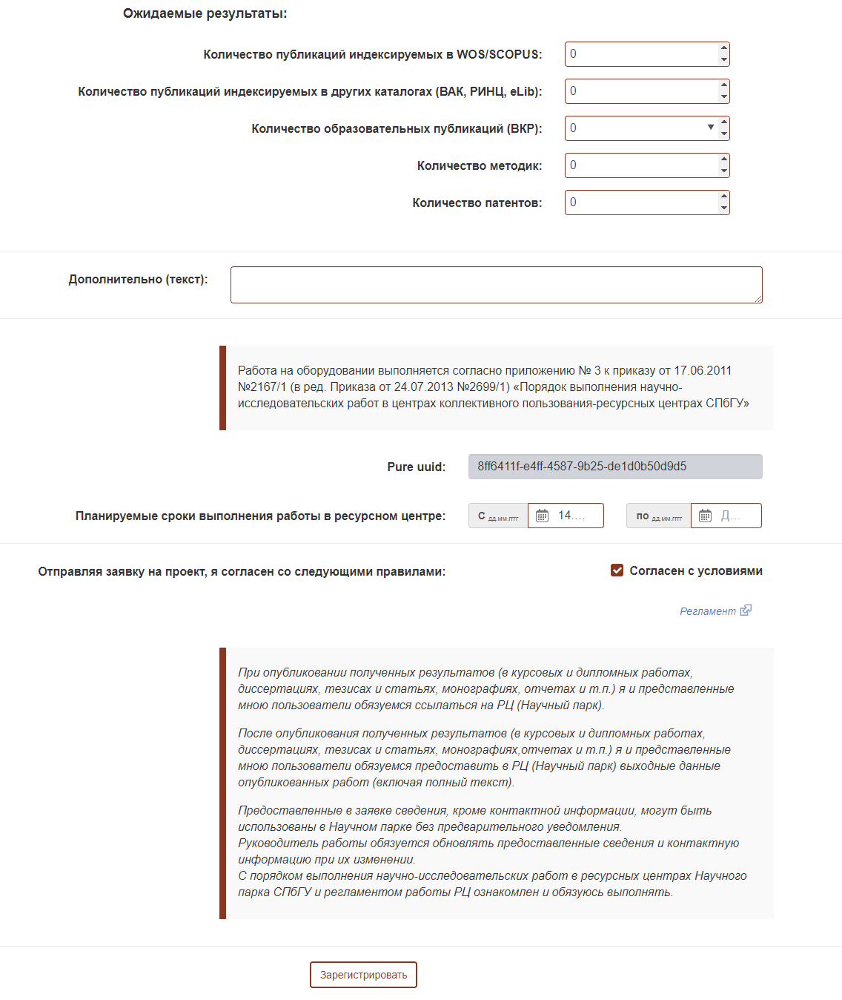 Ожидаемые результаты:
Количество публикаций индексируемых в WOS/SCOPUS: 0
Количество публикаций индексируемых в других каталогах (ВАК, РИНЦ, eLib): 0
Количество образовательных публикаций (ВКР): 0
Количество методик: 0
Количество патентов: 0
Дополнительно (текст):
Работа на оборудовании выполняется согласно приложению № 3 к приказу от 17.06.2011
№2167/1 (в ред. Приказа от 24.07.2013 №2699/1) «Порядок выполнения научно-
исследовательских работ в центрах коллективного пользования-ресурсных центрах СПбГУ»
Pure uuid: 8ff6411f-e4ff-4587-9b25-de1d0b50d9d5
Планируемые сроки выполнения работы в ресурсном центре: С дд.мм.гггг 14.... по дд.мм.гггг Д...
Отправляя заявку на проект, я согласен со следующими правилами: Согласен с условиями
Регламент
При опубликовании полученных результатов (в курсовых и дипломных работах,
диссертациях, тезисах и статьях, монографиях, отчетах и т.п.) я и представленные
мною пользователи обязуемся ссылаться на РЦ (Научный парк).
После опубликования полученных результатов (в курсовых и дипломных работах,
диссертациях, тезисах и статьях, монографиях,отчетах и т.п.) я и представленные
мною пользователи обязуемся предоставить в РЦ (Научный парк) выходные данные
опубликованных работ (включая полный текст).
Предоставленные в заявке сведения, кроме контактной информации, могут быть
использованы в Научном парке без предварительного уведомления.
Руководитель работы обязуется обновлять предоставленные сведения и контактную
информацию при их изменении.
С порядком выполнения научно-исследовательских работ в ресурсных центрах Научного
парка СПбГУ и регламентом работы РЦ ознакомлен и обязуюсь выполнять.
Зарегистрировать